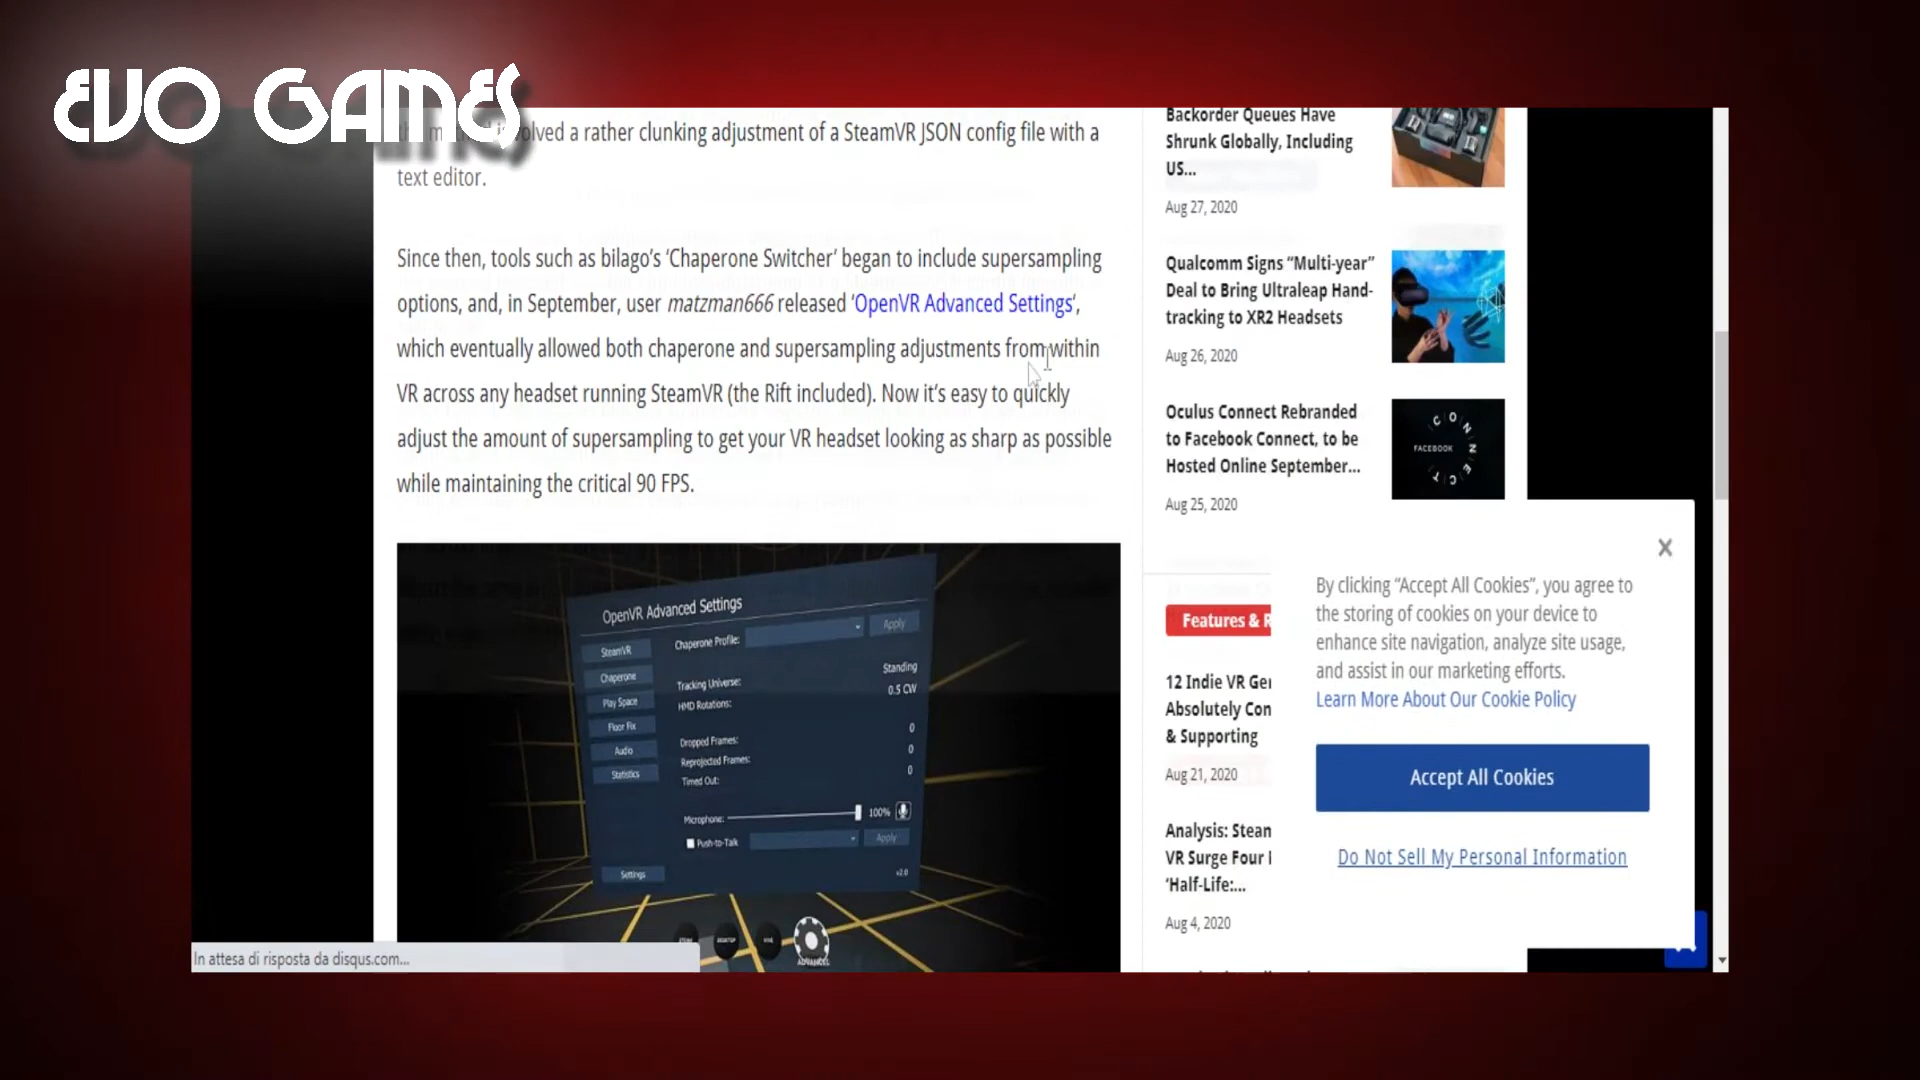 EVO GAMES
involved a rather clunking adjustment of a SteamVR JSON config file with a
text editor.
Since then, tools such as bilago’s ‘Chaperone Switcher’ began to include supersampling
options, and, in September, user matzman666 released ‘OpenVR Advanced Settings‘,
which eventually allowed both chaperone and supersampling adjustments from within
VR across any headset running SteamVR (the Rift included). Now it’s easy to quickly
adjust the amount of supersampling to get your VR headset looking as sharp as possible
while maintaining the critical 90 FPS.
OpenVR Advanced Settings
SteamVR
Chaperone
Play Space
Floor Fix
Audio
Statistics
Settings
Chaperone Profile:
Apply
Tracking Universe: Standing
HMD Rotations: 0.5 CW
Dropped Frames: 0
Reprojected Frames: 0
Timed Out: 0
Microphone: 100%
Push-to-Talk
Apply
v2.0
STEAM
DESKTOP
VIVE
ADVANCED
In attesa di risposta da disqus.com...
Backorder Queues Have
Shrunk Globally, Including
US...
Aug 27, 2020
Qualcomm Signs “Multi-year”
Deal to Bring Ultraleap Hand-
tracking to XR2 Headsets
Aug 26, 2020
Oculus Connect Rebranded
to Facebook Connect, to be
Hosted Online September...
Aug 25, 2020
FACEBOOK
CONNECT
Features & R
12 Indie VR Ge
Absolutely Con
& Supporting
Aug 21, 2020
Analysis: Stean
VR Surge Four
‘Half-Life:...
Aug 4, 2020
X
By clicking “Accept All Cookies”, you agree to
the storing of cookies on your device to
enhance site navigation, analyze site usage,
and assist in our marketing efforts.
Learn More About Our Cookie Policy
Accept All Cookies
Do Not Sell My Personal Information